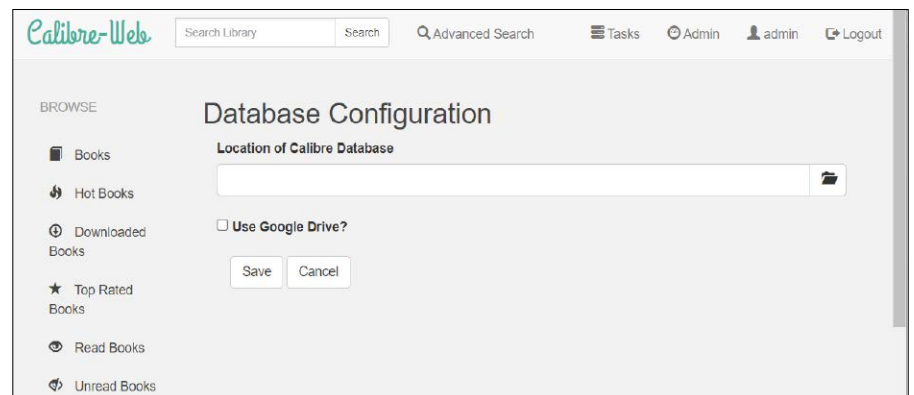 Calibre-Web Search Library Search Advanced Search Tasks Admin admin Logout
BROWSE
Database Configuration
Location of Calibre Database
Books
Hot Books
Downloaded
Books
Use Google Drive?
Save Cancel
Top Rated
Books
Read Books
Unread Books